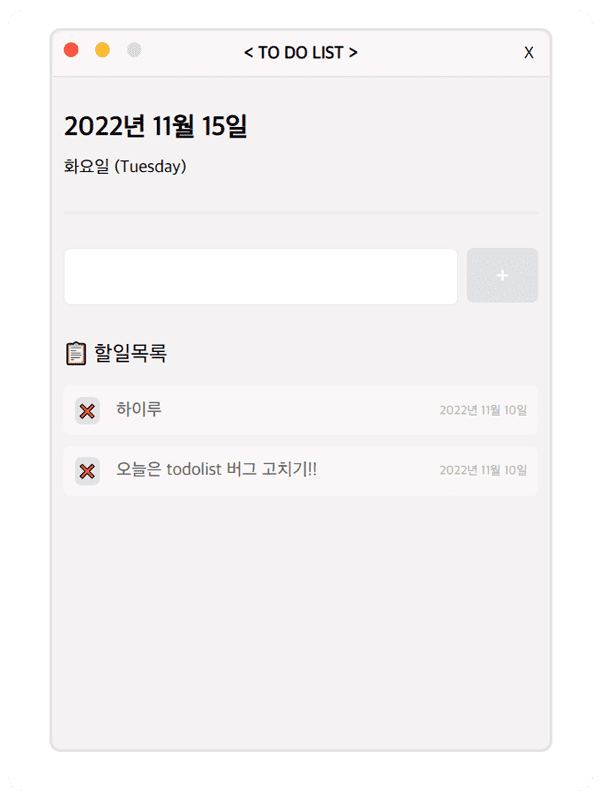 < TO DO LIST > X
2022년 11월 15일
화요일 (Tuesday)
+
할일목록
하이루 2022년 11월 10일
오늘은 todolist 버그 고치기!! 2022년 11월 10일